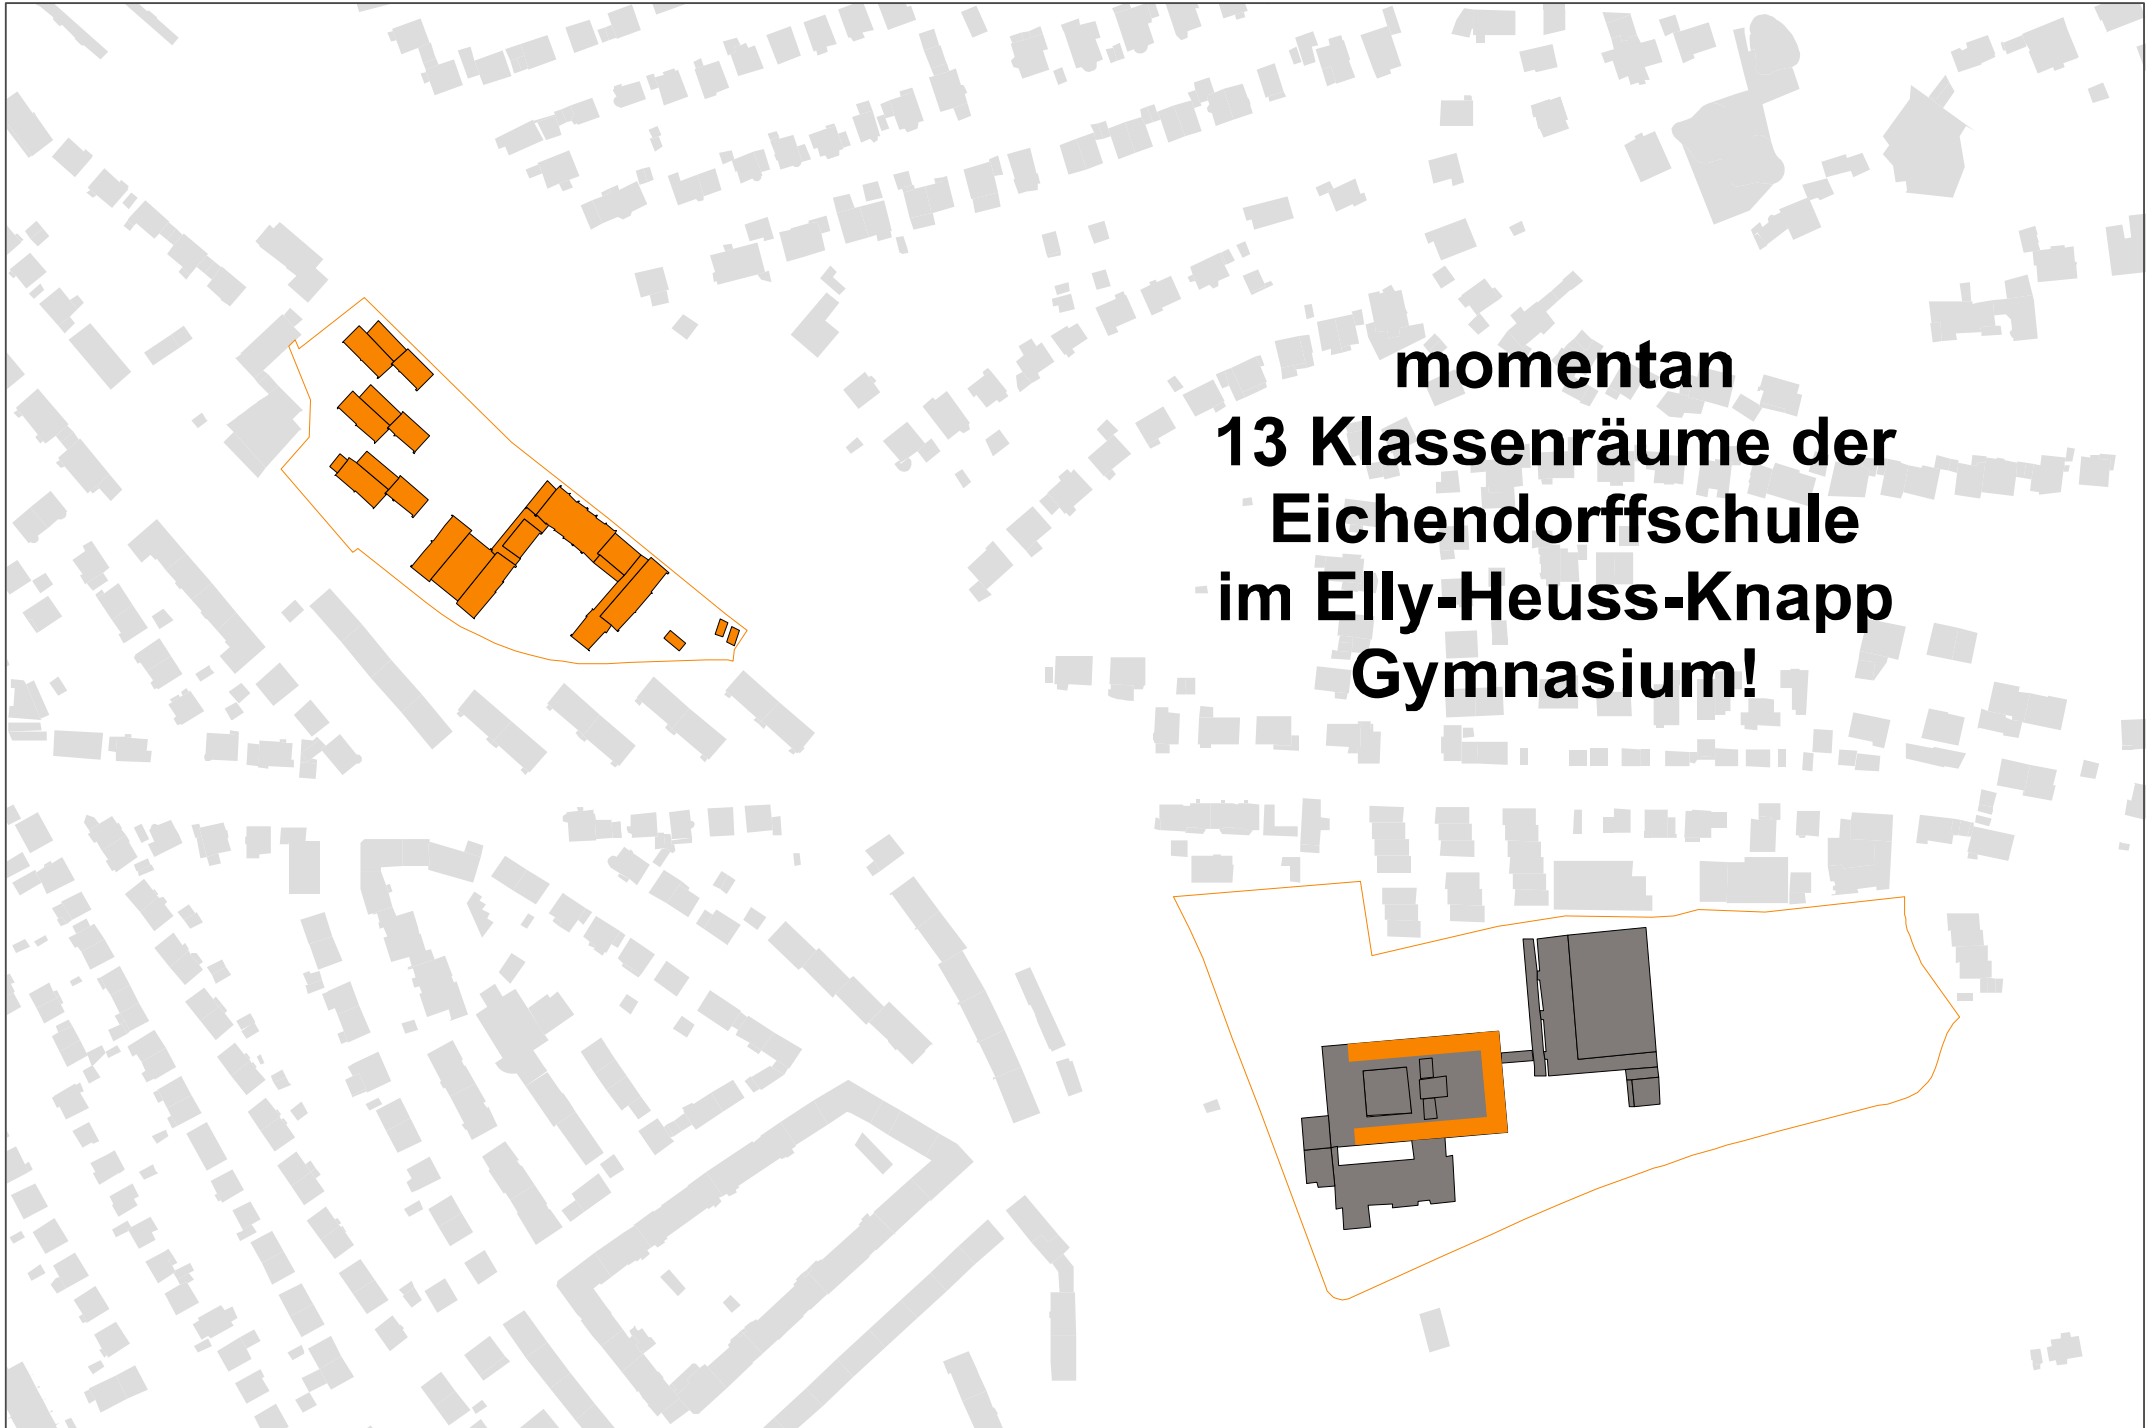 momentan
13 Klassenräume der
Eichendorffschule
im Elly-Heuss-Knapp
Gymnasium!